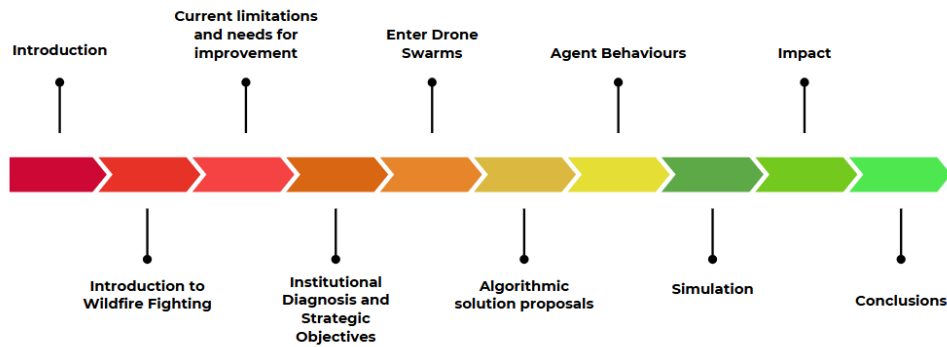 Introduction
Introduction to
Wildfire Fighting
Current limitations
and needs for
improvement
Institutional
Diagnosis and
Strategic
Objectives
Enter Drone
Swarms
Algorithmic
solution proposals
Agent Behaviours
Simulation
Impact
Conclusions